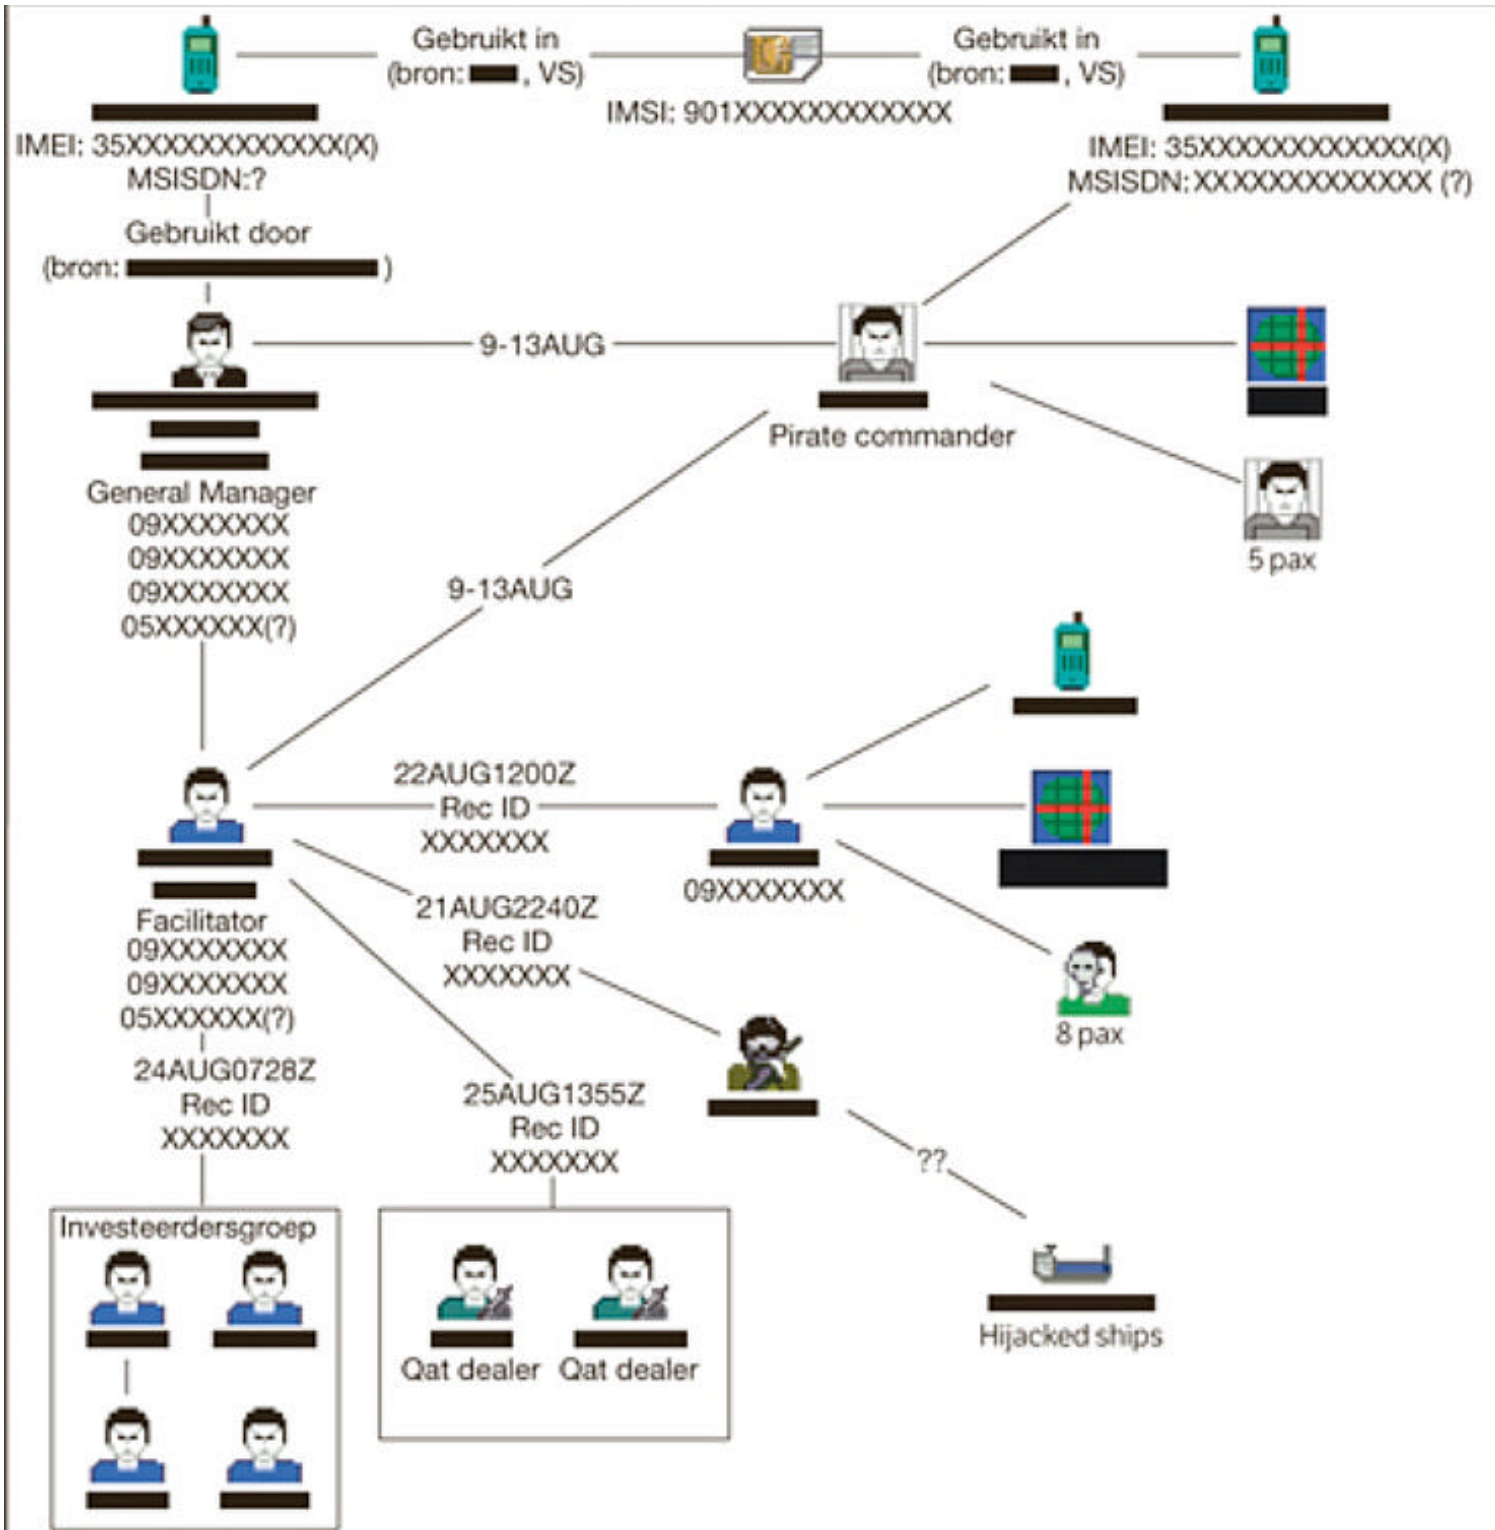 Gebruikt in
(bron: , VS)
Gebruikt in
(bron: , VS)
IMSI: 901XXXXXXXXXXXX
IMEI: 35XXXXXXXXXXXX(X)
MSISDN:?
IMEI: 35XXXXXXXXXXXX(X)
MSISDN: XXXXXXXXXXXXX (?)
Gebruikt door
(bron: )
9-13AUG
Pirate commander
General Manager
09XXXXXXX
09XXXXXXX
09XXXXXXX
05XXXXXX(?)
5 pax
9-13AUG
22AUG1200Z
Rec ID
XXXXXXX
09XXXXXXX
Facilitator
09XXXXXXX
09XXXXXXX
05XXXXXX(?)
21AUG2240Z
Rec ID
XXXXXXX
8 pax
24AUG0728Z
Rec ID
XXXXXXX
25AUG1355Z
Rec ID
XXXXXXX
??
Investeerdersgroep
Qat dealer
Qat dealer
Hijacked ships